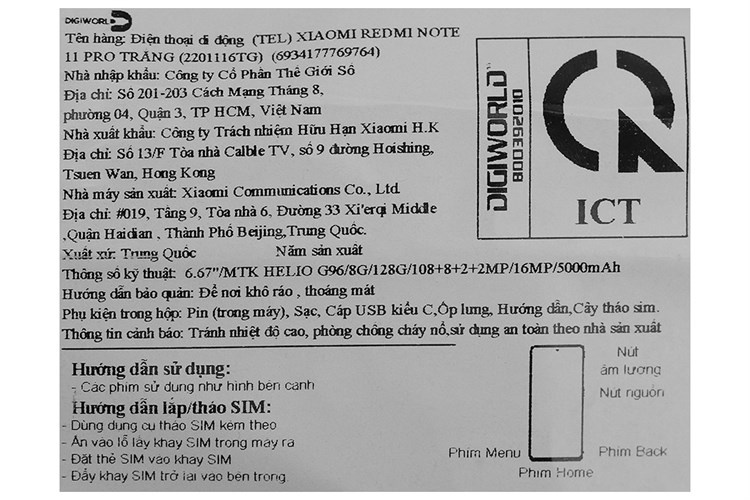 DIGIWORLD
Tên hàng: Điện thoại di động (TEL) XIAOMI REDMI NOTE
11 PRO TRẮNG (2201116TG) (6934177769764)
Nhà nhập khẩu: Công ty Cổ Phần Thế Giới Số
Địa chỉ: Số 201-203 Cách Mạng Tháng 8,
phường 04, Quận 3, TP HCM, Việt Nam
Nhà xuất khẩu: Công ty Trách nhiệm Hữu Hạn Xiaomi H.K
Địa chỉ: Số 13/F Tòa nhà Calble TV, số 9 đường Hoishing,
Tsuen Wan, Hong Kong
Nhà máy sản xuất: Xiaomi Communications Co., Ltd
Địa chỉ: #019, Tầng 9, Tòa nhà 6, Đường 33 Xi'erqi Middle
,Quận Haidian , Thành Phố Beijing,Trung Quốc.
Xuất xứ: Trung Quốc Năm sản xuất
Thông số kỹ thuật: 6.67"/MTK HELIO G96/8G/128G/108+8+2+2MP/16MP/5000mAh
Hướng dẫn bảo quản: Để nơi khô ráo , thoáng mát
Phụ kiện trong hộp: Pin (trong máy), Sạc, Cáp USB kiểu C,Ốp lưng, Hướng dẫn,Cây tháo sim.
Thông tin cảnh báo: Tránh nhiệt độ cao, phòng chống cháy nổ,sử dụng an toàn theo nhà sản xuất
DIGIWORLD
0102630038
ICT
Hướng dẫn sử dụng:
- Các phím sử dụng như hình bên cạnh
Hướng dẫn lắp/tháo SIM:
- Dùng dụng cụ tháo SIM kèm theo
- Ấn vào lỗ lấy khay SIM trong máy ra
- Đặt thẻ SIM vào khay SIM
- Đẩy khay SIM trở lại vào bên trong.
Nút
âm lượng
Nút nguồn
Phím Menu
Phím Back
Phím Home